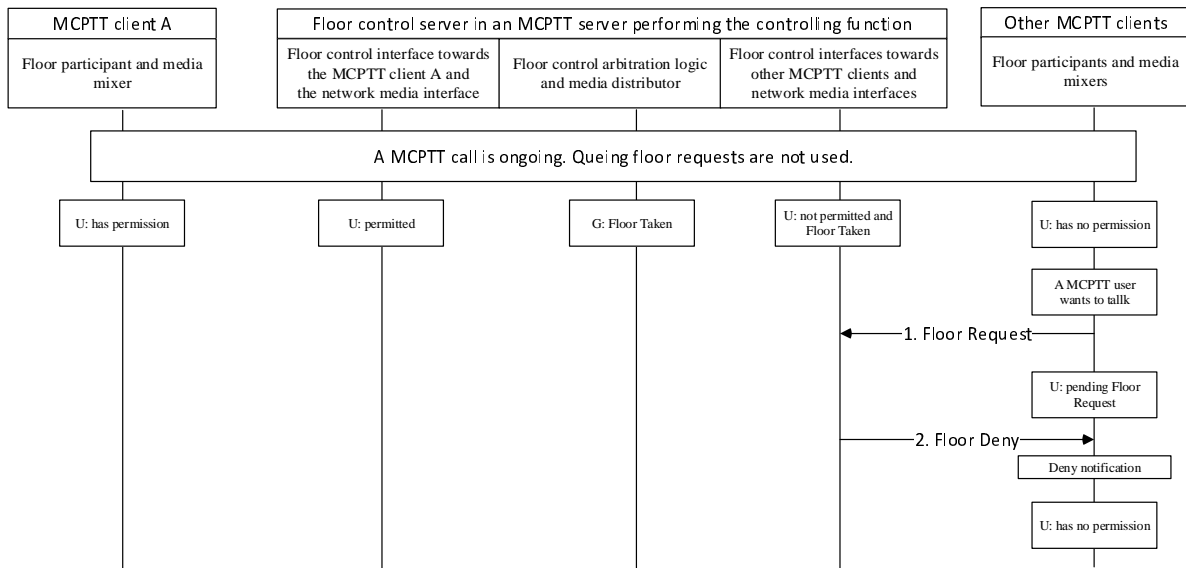 MCPTT client A
Floor control server in an MCPTT server performing the controlling function
Other MCPTT clients
Floor participant and media
mixer
Floor control interface towards
the MCPTT client A and
the network media interface
Floor control arbitration logic
and media distributor
Floor control interfaces towards
other MCPTT clients and
network media interfaces
Floor participants and media
mixers
A MCPTT call is ongoing. Queing floor requests are not used.
U: has permission
U: permitted
G: Floor Taken
U: not permitted and
Floor Taken
U: has no permission
A MCPTT user
wants to tallk
1. Floor Request
U: pending Floor
Request
2. Floor Deny
Deny notification
U: has no permission